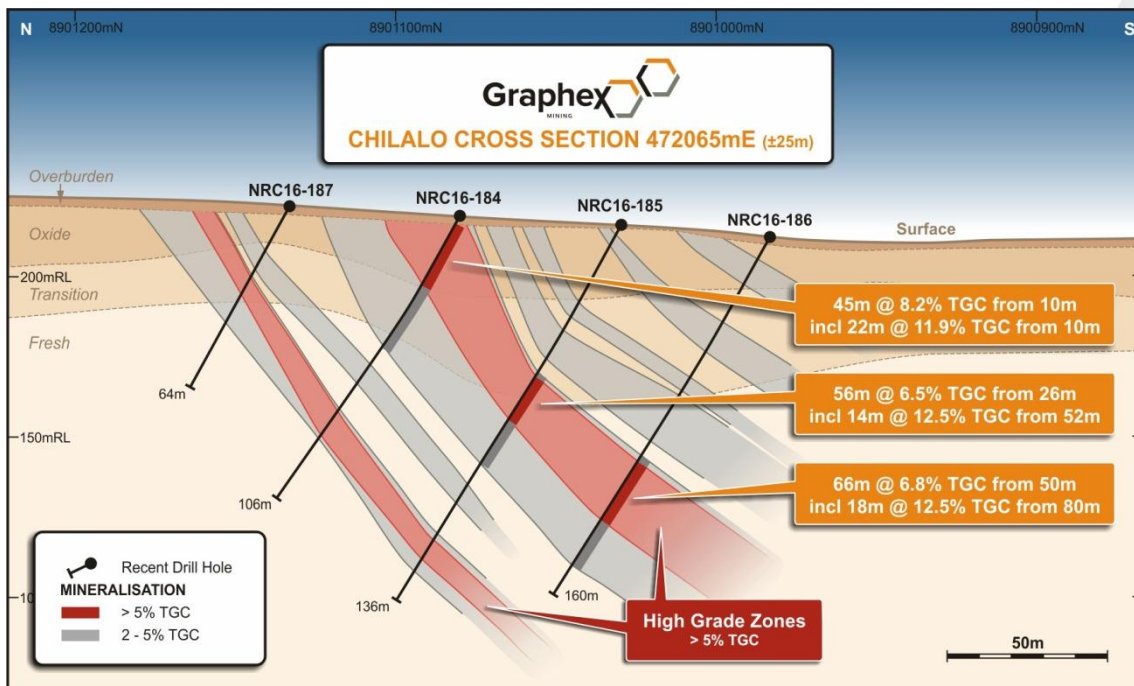 N
8901200mN
8901100mN
8901000mN
8900900mN
S
Graphex
MINING
CHILALO CROSS SECTION 472065mE (±25m)
Overburden
NRC16-187
NRC16-184
NRC16-185
NRC16-186
Surface
Oxide
200mRL
Transition
Fresh
45m @ 8.2% TGC from 10m
incl 22m @ 11.9% TGC from 10m
64m
56m @ 6.5% TGC from 26m
incl 14m @ 12.5% TGC from 52m
150mRL
66m @ 6.8% TGC from 50m
incl 18m @ 12.5% TGC from 80m
106m
136m
160m
Recent Drill Hole
MINERALISATION
> 5% TGC
2 - 5% TGC
High Grade Zones
> 5% TGC
50m